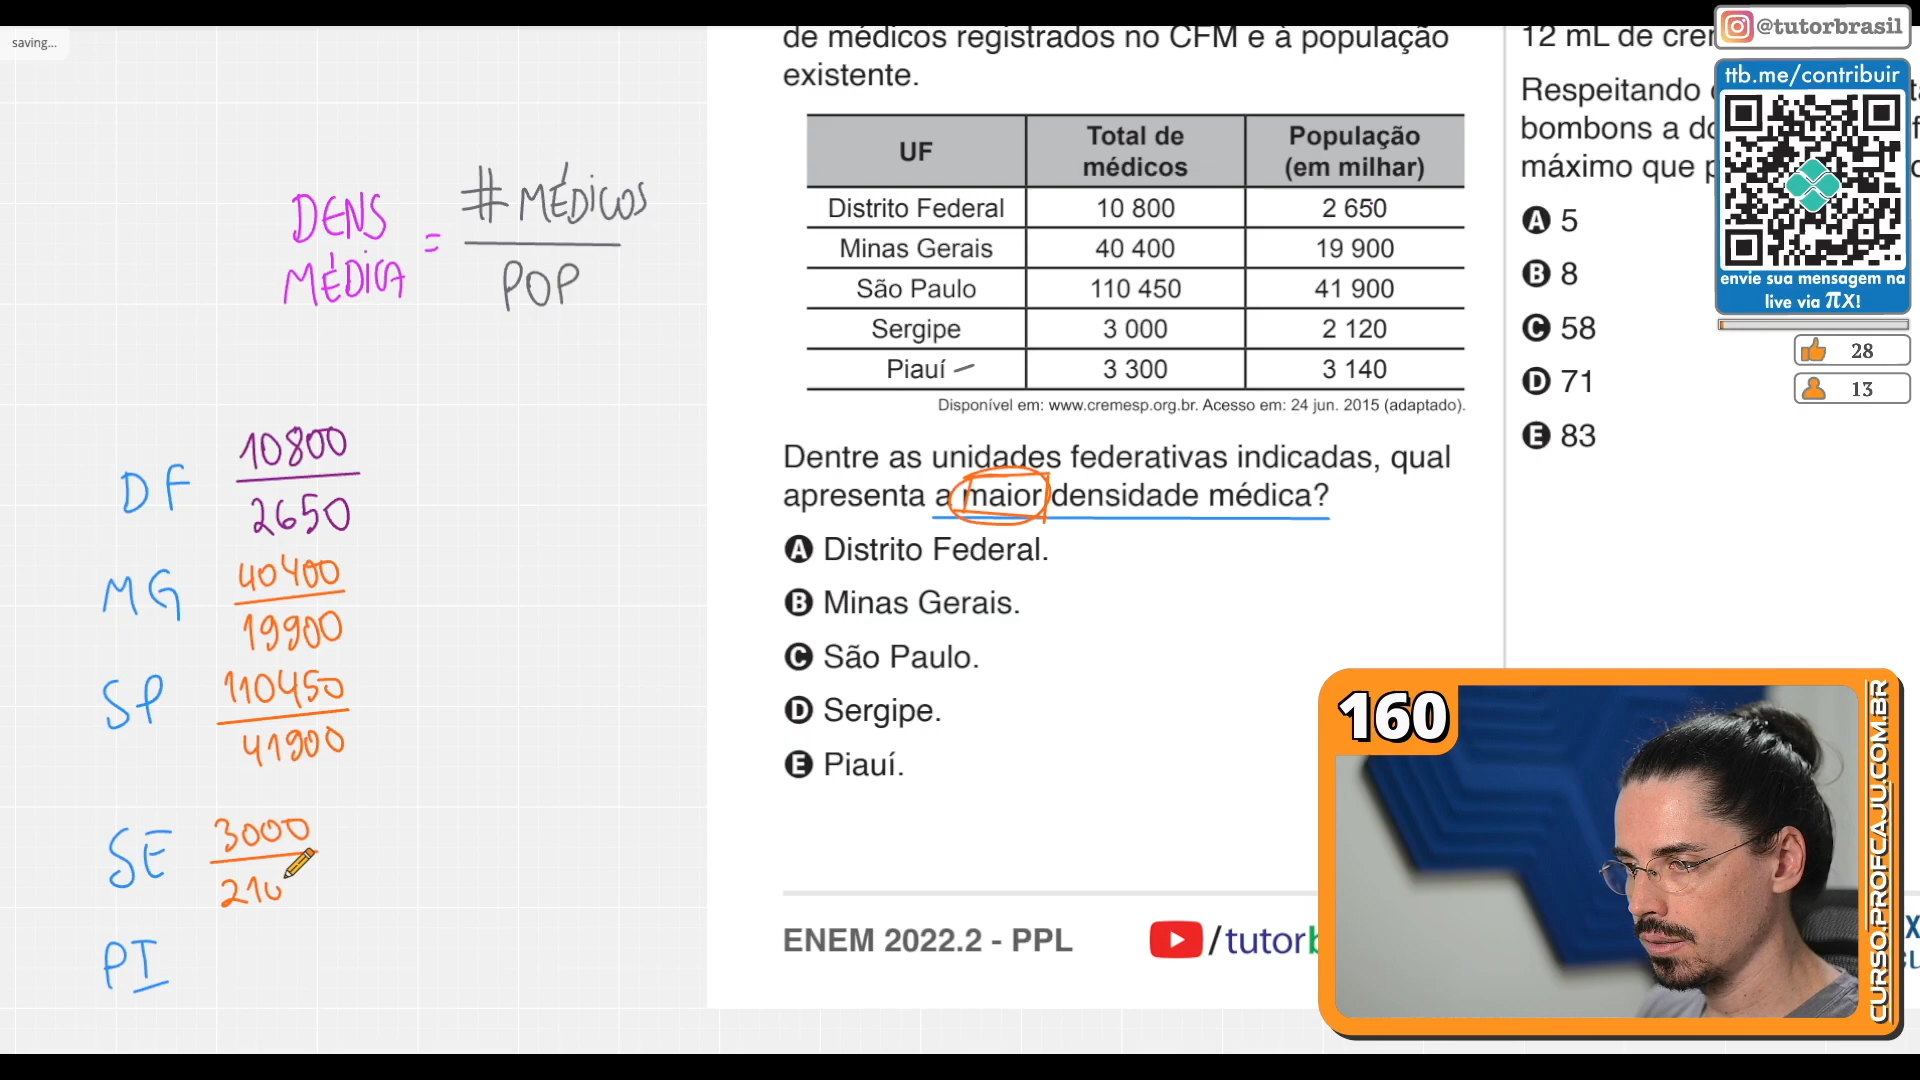 saving...
DENS
MÉDICA
=
# MÉDICOS
POP
DF
10800
2650
MG
40400
19900
SP
110450
41900
SE
3000
210
PI
de médicos registrados no CFM e à população
existente.
UF
Total de
médicos
População
(em milhar)
Distrito Federal 10 800 2 650
Minas Gerais 40 400 19 900
São Paulo 110 450 41 900
Sergipe 3 000 2 120
Piauí 3 300 3 140
Disponível em: www.cremesp.org.br. Acesso em: 24 jun. 2015 (adaptado).
Dentre as unidades federativas indicadas, qual
apresenta a maior densidade médica?
A Distrito Federal.
B Minas Gerais.
C São Paulo.
D Sergipe.
E Piauí.
ENEM 2022.2 - PPL
/tutor
12 mL de
Respeitando
bombons a
máximo que
A 5
B 8
C 58
D 71
E 83
@tutorbrasil
ttb.me/contribuir
envie sua mensagem na
live via πX!
28
13
160
CURSO.PROFCAJU.COM.BR